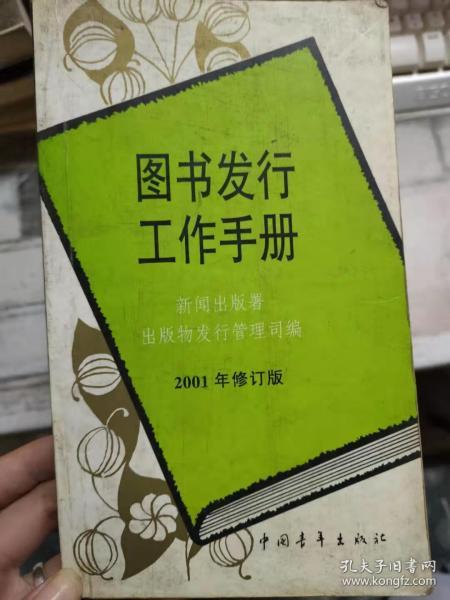 图书发行
工作手册
新闻出版署
出版物发行管理司编
2001年修订版
中国青年出版社
孔夫子旧书网
www.kongfz.com